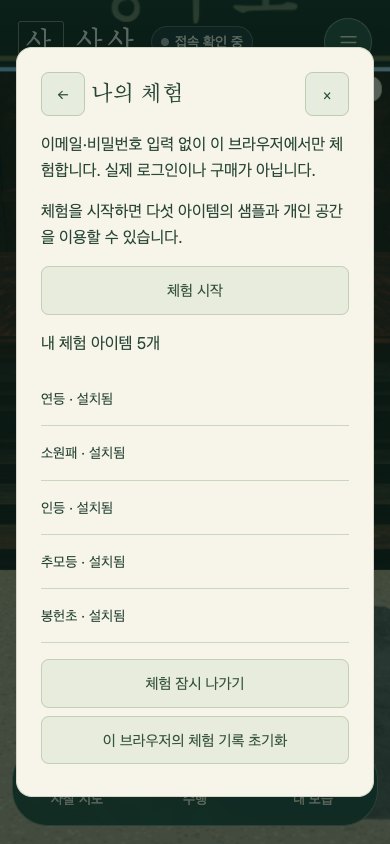 사 사사
접속 확인 중
←
나의 체험
×
이메일·비밀번호 입력 없이 이 브라우저에서만 체
험합니다. 실제 로그인이나 구매가 아닙니다.
체험을 시작하면 다섯 아이템의 샘플과 개인 공간
을 이용할 수 있습니다.
체험 시작
내 체험 아이템 5개
연등 · 설치됨
소원패 · 설치됨
인등 · 설치됨
추모등 · 설치됨
봉헌초 · 설치됨
체험 잠시 나가기
이 브라우저의 체험 기록 초기화
사찰 지도
수행
내 모습